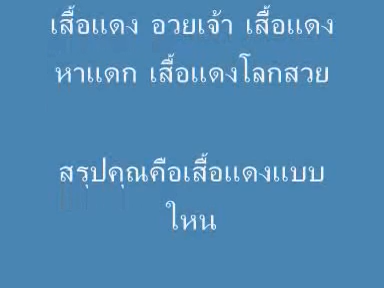 เสื้อแดง อวยเจ้า เสื้อแดง
หาแดก เสื้อแดงโลกสวย
สรุปคุณคือเสื้อแดงแบบ
ใหน